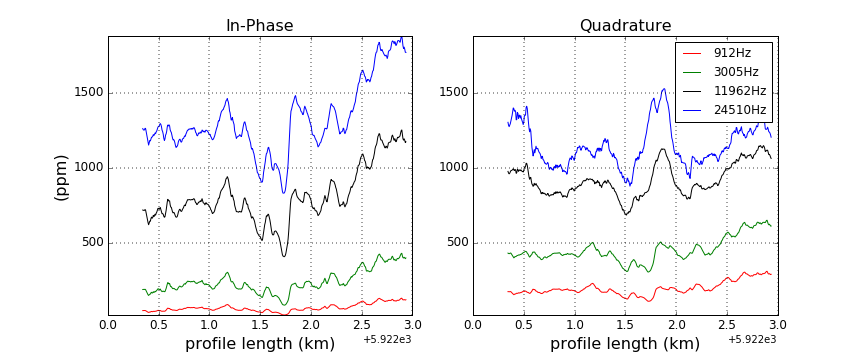 In-Phase
Quadrature
912Hz
3005Hz
11962Hz
24510Hz
1500
1000
500
(ppm)
0.0 0.5 1.0 1.5 2.0 2.5 3.0
+5.922e3
profile length (km)
1500
1000
500
0.0 0.5 1.0 1.5 2.0 2.5 3.0
+5.922e3
profile length (km)